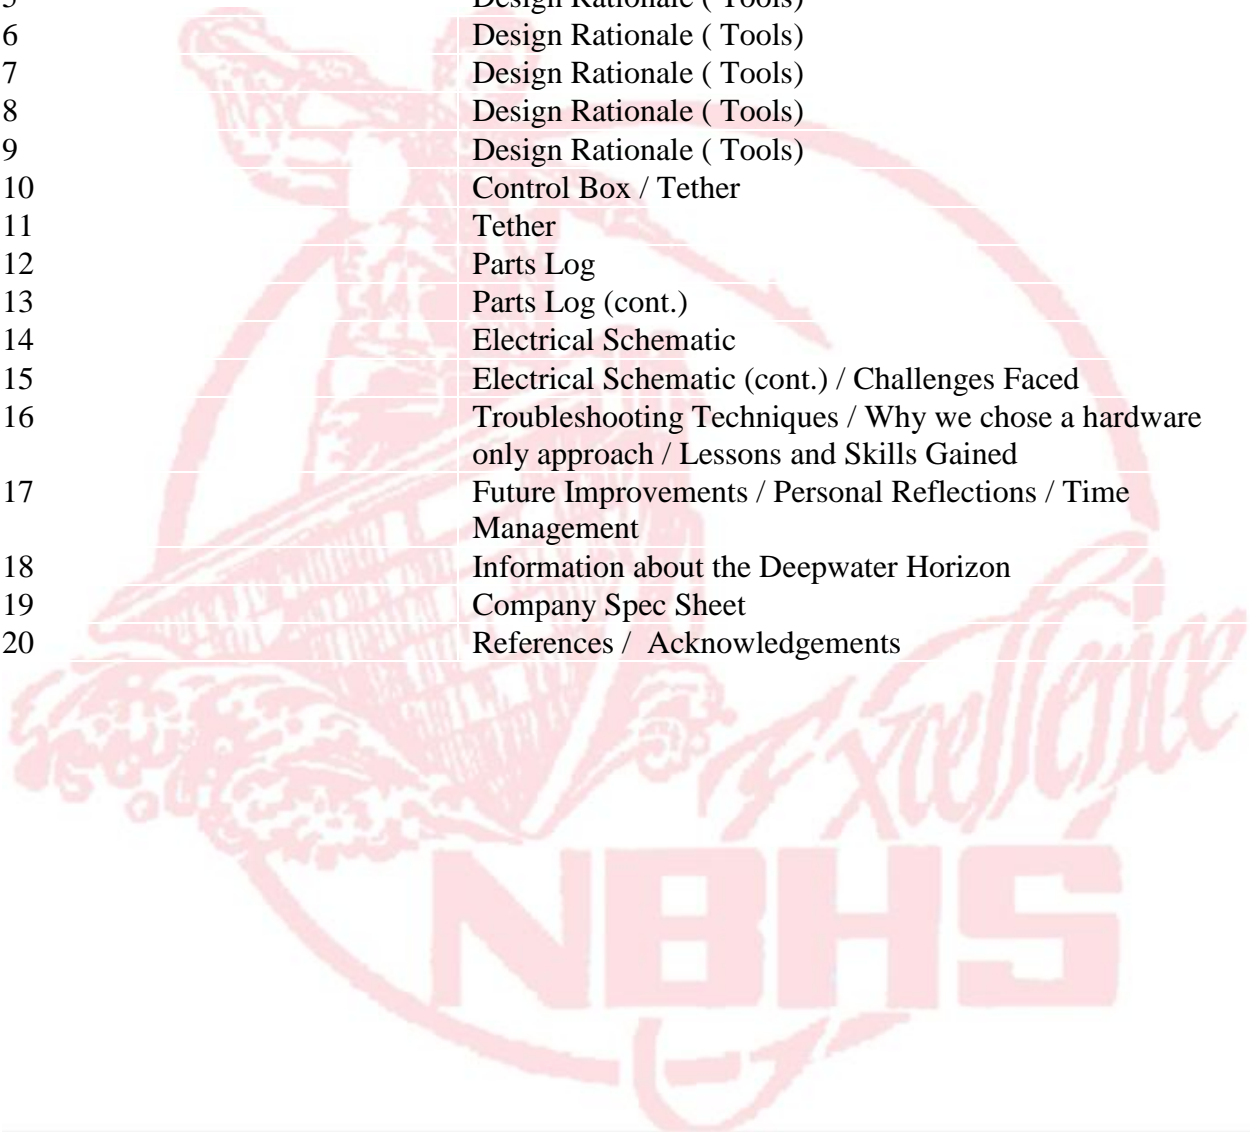 5 Design Rationale ( Tools)
6 Design Rationale ( Tools)
7 Design Rationale ( Tools)
8 Design Rationale ( Tools)
9 Design Rationale ( Tools)
10 Control Box / Tether
11 Tether
12 Parts Log
13 Parts Log (cont.)
14 Electrical Schematic
15 Electrical Schematic (cont.) / Challenges Faced
16 Troubleshooting Techniques / Why we chose a hardware
only approach / Lessons and Skills Gained
17 Future Improvements / Personal Reflections / Time
Management
18 Information about the Deepwater Horizon
19 Company Spec Sheet
20 References /  Acknowledgements
Excellence
NBHS